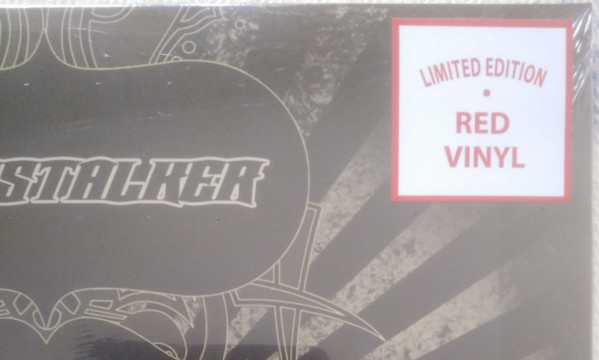 STALKER
LIMITED EDITION
RED
VINYL